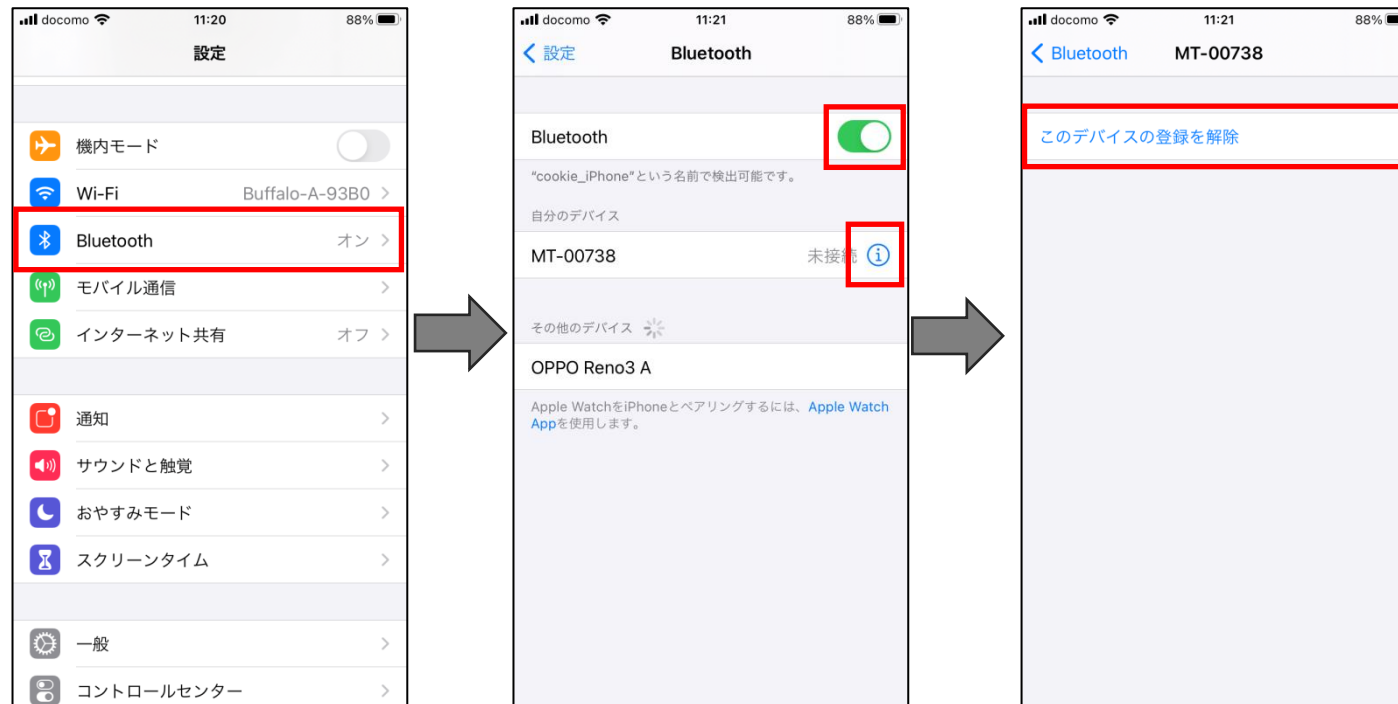 docomo 11:20 88%
設定
機内モード
Wi-Fi Buffalo-A-93B0
Bluetooth オン
モバイル通信
インターネット共有 オフ
通知
サウンドと触覚
おやすみモード
スクリーンタイム
一般
コントロールセンター
docomo 11:21 88%
設定 Bluetooth
Bluetooth
“cookie_iPhone”という名前で検出可能です。
自分のデバイス
MT-00738 未接続
その他のデバイス
OPPO Reno3 A
Apple WatchをiPhoneとペアリングするには、Apple Watch
Appを使用します。
docomo 11:21 88%
Bluetooth MT-00738
このデバイスの登録を解除